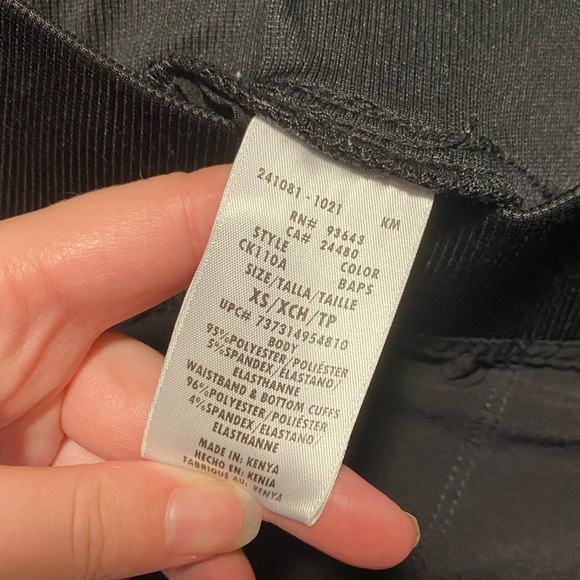 241081 - 1021 KM
RN# 93643
CA# 24480
STYLE COLOR
CK110A BAPS
SIZE/TALLA/TAILLE
XS/XCH/TP
UPC# 737314954810
BODY
95%POLYESTER/POLIÉSTER
5%SPANDEX/ELASTANO/
ELASTHANNE
WAISTBAND & BOTTOM CUFFS
96%POLYESTER/POLIÉSTER
4%SPANDEX/ELASTANO/
ELASTHANNE
MADE IN: KENYA
HECHO EN: KENIA
FABRIQUE AU: KENYA